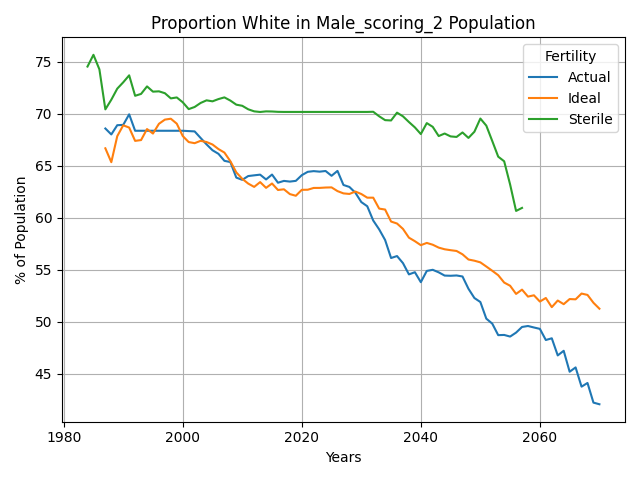 Proportion White in Male_scoring_2 Population
Fertility
Actual
Ideal
Sterile
% of Population
75
70
65
60
55
50
45
1980
2000
2020
2040
2060
Years